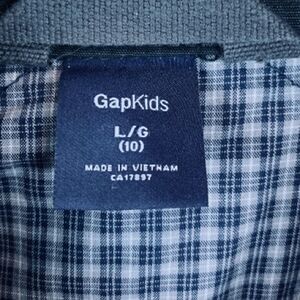 GapKids
L/G
(10)
MADE IN VIETNAM
CA17897